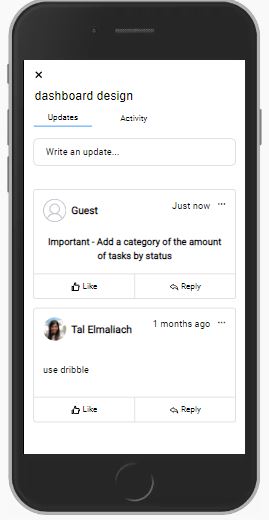 ×
dashboard design
Updates Activity
Write an update...
Guest Just now ...
Important - Add a category of the amount
of tasks by status
Like Reply
Tal Elmaliach 1 months ago ...
use dribble
Like Reply